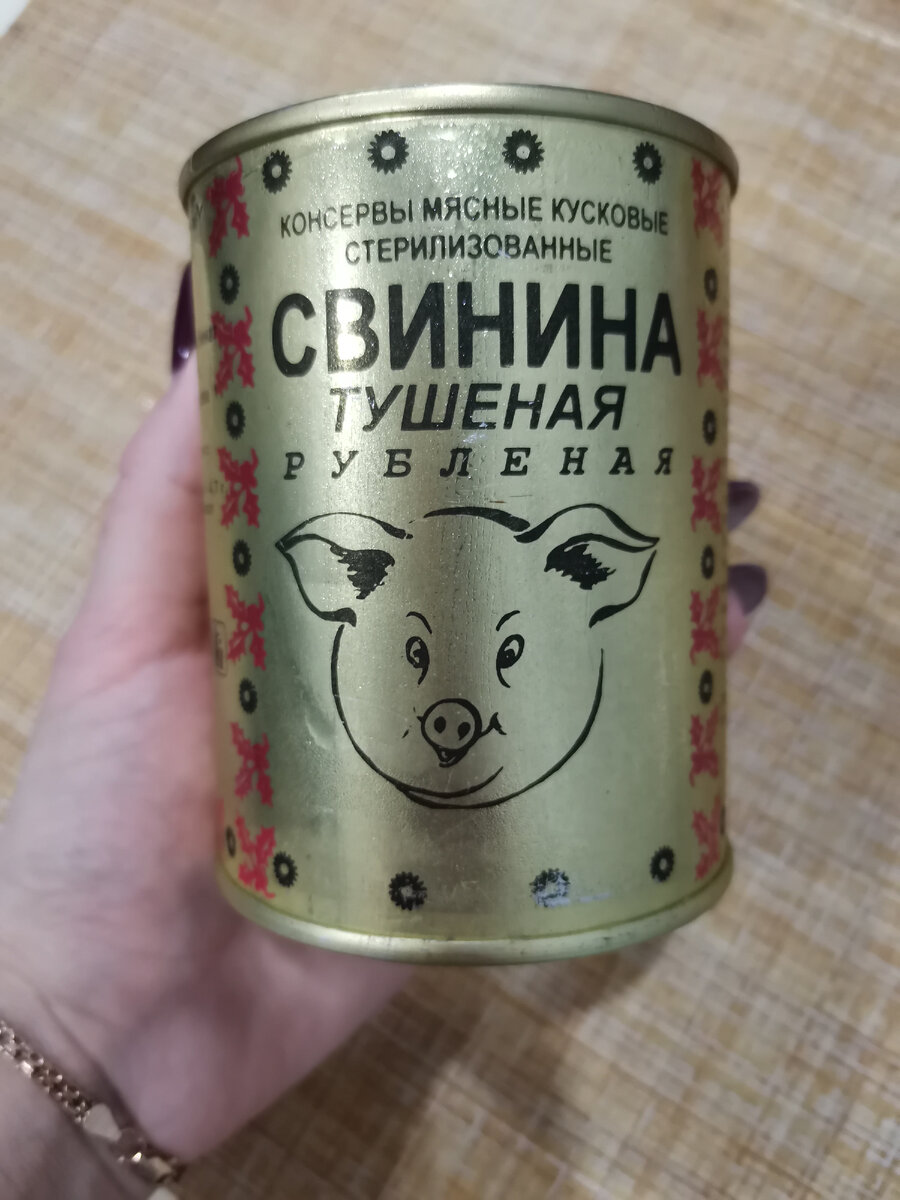 КОНСЕРВЫ МЯСНЫЕ КУСКОВЫЕ
СТЕРИЛИЗОВАННЫЕ
СВИНИНА
ТУШЕНАЯ
РУБЛЕНАЯ